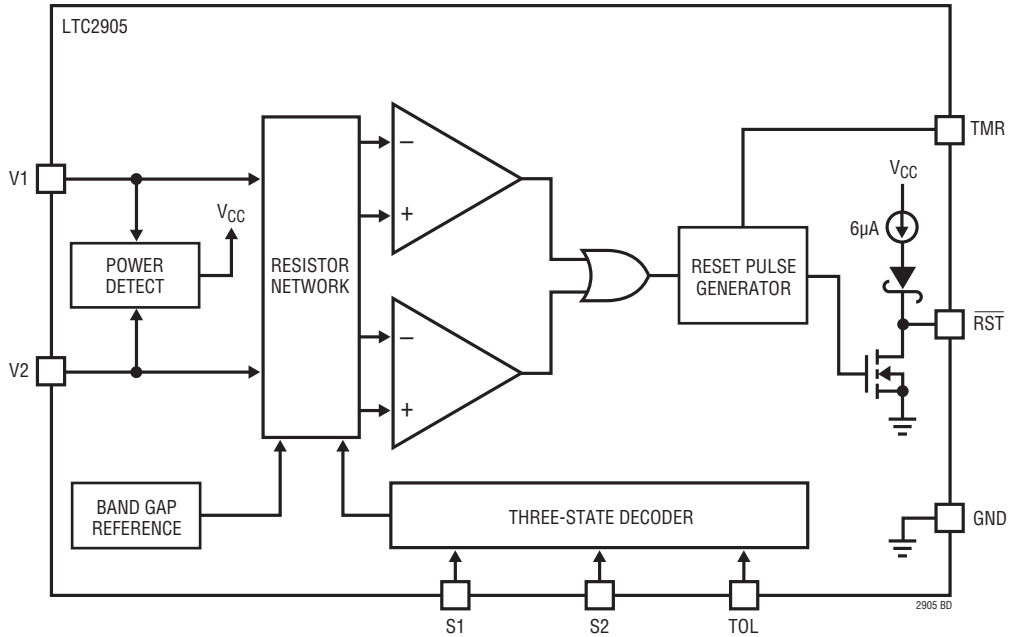 LTC2905
TMR
V1
VCC
VCC
6µA
POWER
DETECT
RESISTOR
NETWORK
–
+
RESET PULSE
GENERATOR
RST
V2
–
+
BAND GAP
REFERENCE
THREE-STATE DECODER
GND
S1
S2
TOL
2905 BD